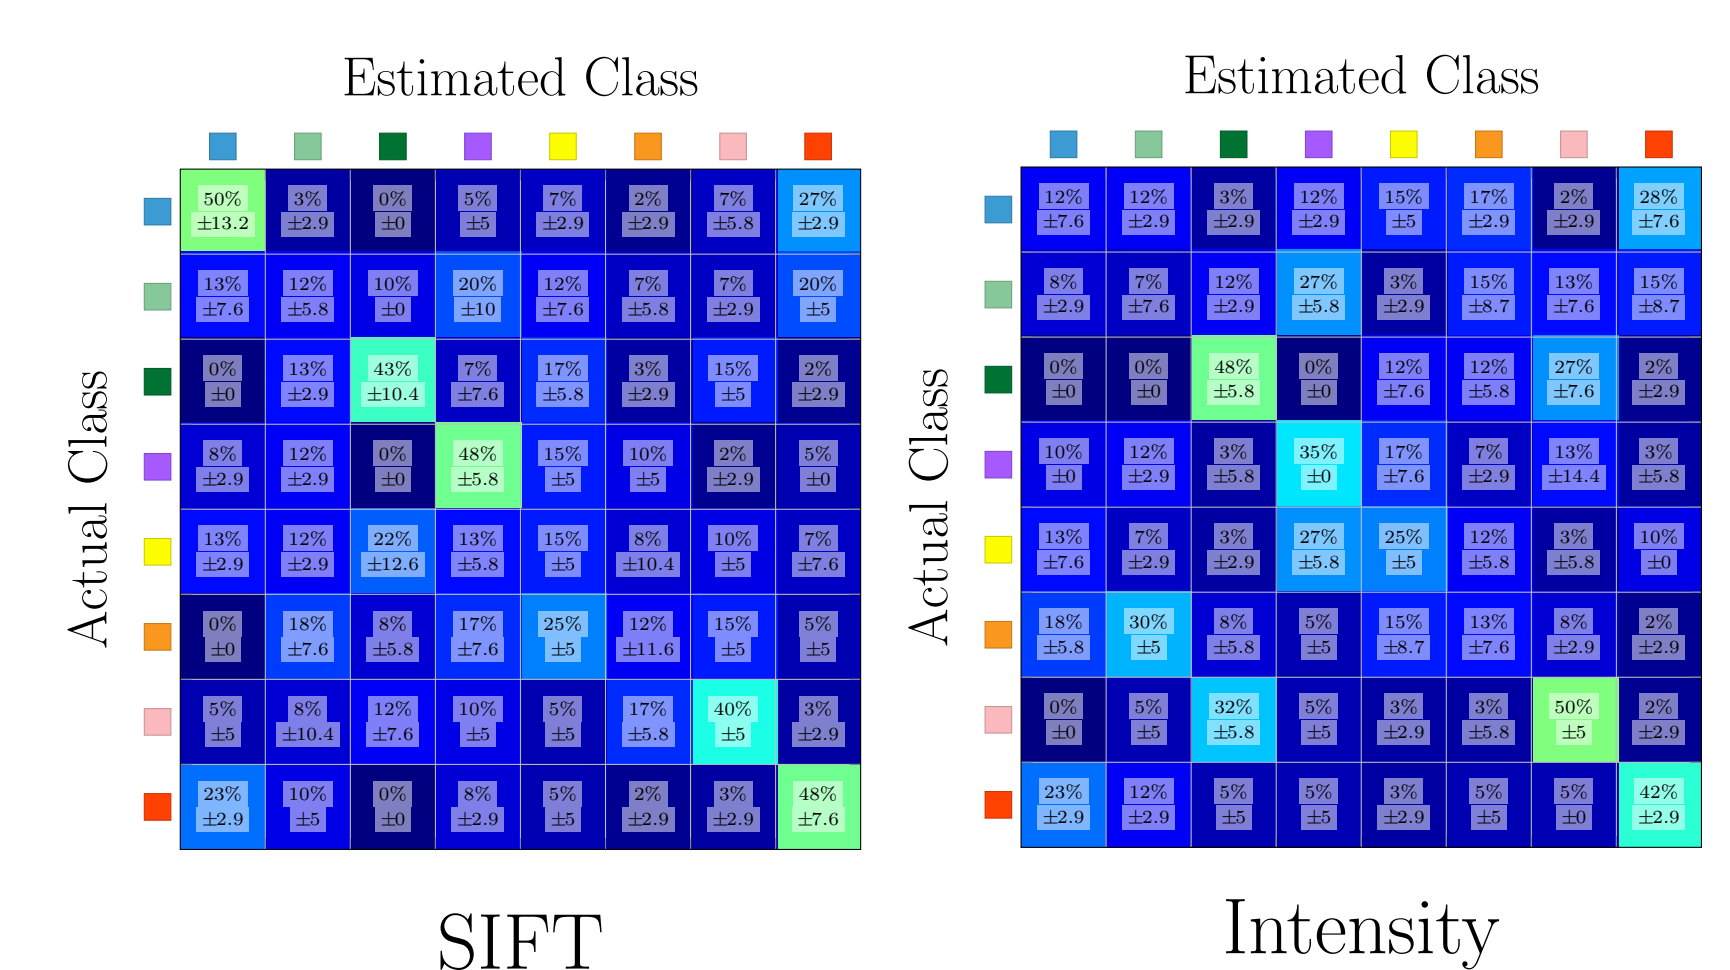 Estimated Class
50% 3% 0% 5% 7% 2% 7% 27%
±13.2 ±2.9 ±0 ±5 ±2.9 ±2.9 ±5.8 ±2.9
13% 12% 10% 20% 12% 7% 7% 20%
±7.6 ±5.8 ±0 ±10 ±7.6 ±5.8 ±2.9 ±5
0% 13% 43% 7% 17% 3% 15% 2%
±0 ±2.9 ±10.4 ±7.6 ±5.8 ±2.9 ±5 ±2.9
8% 12% 0% 48% 15% 10% 2% 5%
±2.9 ±2.9 ±0 ±5.8 ±5 ±5 ±2.9 ±0
13% 12% 22% 13% 15% 8% 10% 7%
±2.9 ±2.9 ±12.6 ±5.8 ±5 ±10.4 ±5 ±7.6
0% 18% 8% 17% 25% 12% 15% 5%
±0 ±7.6 ±5.8 ±7.6 ±5 ±11.6 ±5 ±5
5% 8% 12% 10% 5% 17% 40% 3%
±5 ±10.4 ±7.6 ±5 ±5 ±5.8 ±5 ±2.9
23% 10% 0% 8% 5% 2% 3% 48%
±2.9 ±5 ±0 ±2.9 ±5 ±2.9 ±2.9 ±7.6
Actual Class
SIFT
Estimated Class
12% 12% 3% 12% 15% 17% 2% 28%
±7.6 ±2.9 ±2.9 ±2.9 ±5 ±2.9 ±2.9 ±7.6
8% 7% 12% 27% 3% 15% 13% 15%
±2.9 ±7.6 ±2.9 ±5.8 ±2.9 ±8.7 ±7.6 ±8.7
0% 0% 48% 0% 12% 12% 27% 2%
±0 ±0 ±5.8 ±0 ±7.6 ±5.8 ±7.6 ±2.9
10% 12% 3% 35% 17% 7% 13% 3%
±0 ±2.9 ±5.8 ±0 ±7.6 ±2.9 ±14.4 ±5.8
13% 7% 3% 27% 25% 12% 3% 10%
±7.6 ±2.9 ±2.9 ±5.8 ±5 ±5.8 ±5.8 ±0
18% 30% 8% 5% 15% 13% 8% 2%
±5.8 ±5 ±5.8 ±5 ±8.7 ±7.6 ±2.9 ±2.9
0% 5% 32% 5% 3% 3% 50% 2%
±0 ±5 ±5.8 ±5 ±2.9 ±5.8 ±5 ±2.9
23% 12% 5% 5% 3% 5% 5% 42%
±2.9 ±2.9 ±5 ±5 ±2.9 ±5 ±0 ±2.9
Actual Class
Intensity